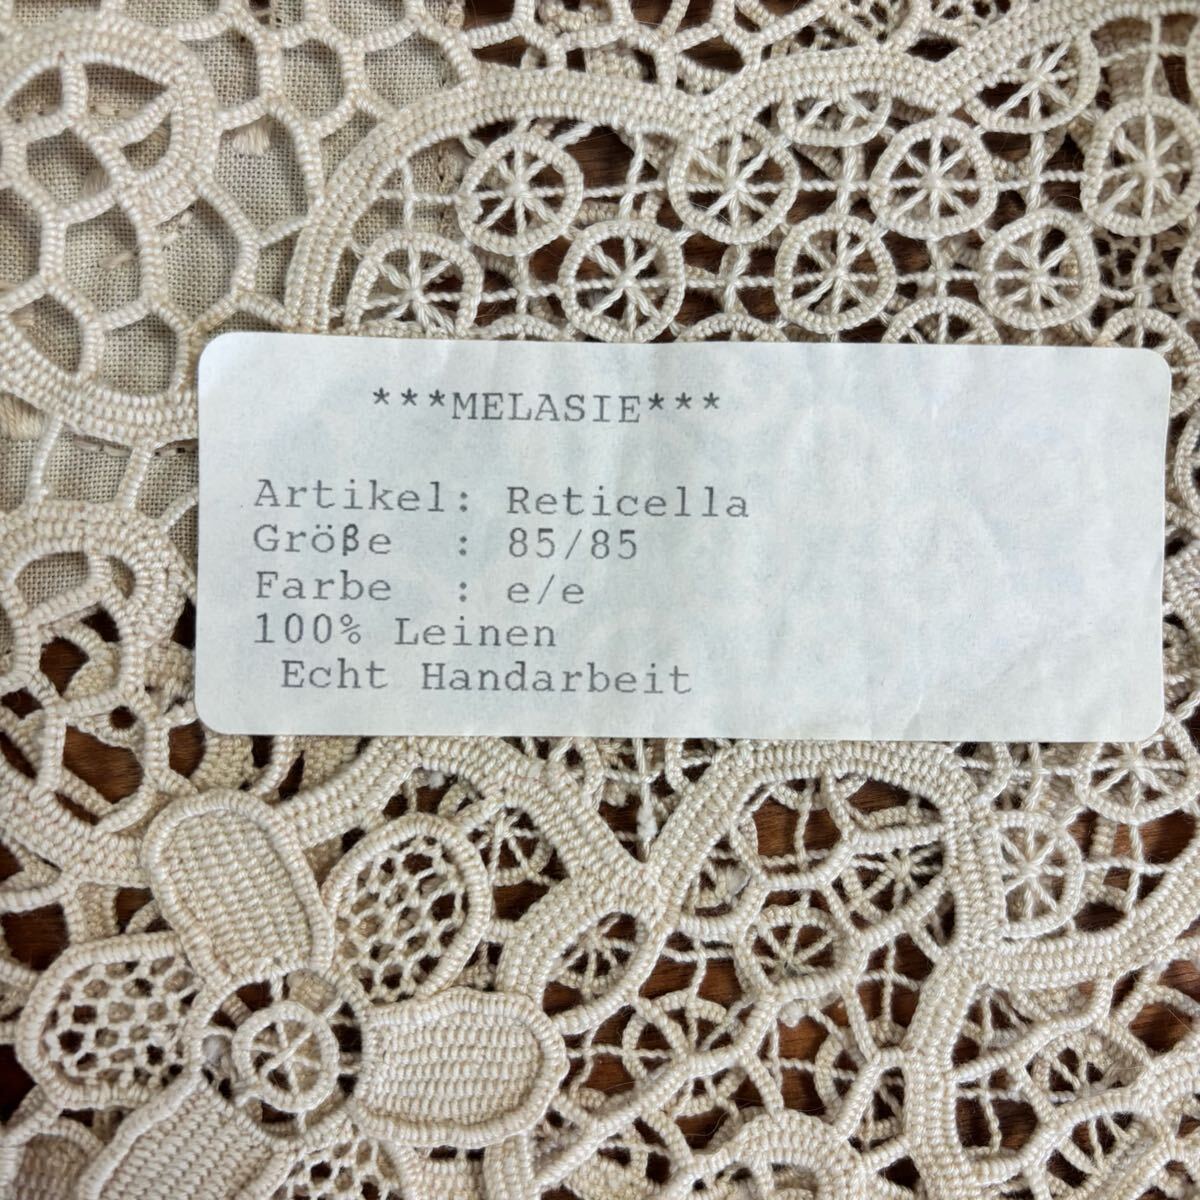 ***MELASIE***
Artikel: Reticella
Größe : 85/85
Farbe : e/e
100% Leinen
Echt Handarbeit